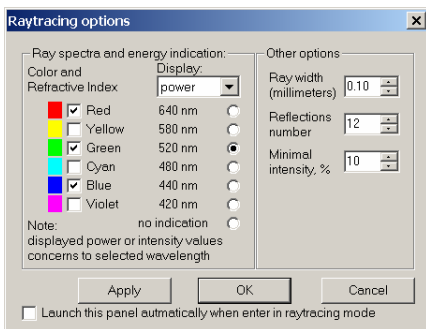 Raytracing options
Ray spectra and energy indication:
Color and
Refractive Index
Display:
power
Red 640 nm
Yellow 580 nm
Green 520 nm
Cyan 480 nm
Blue 440 nm
Violet 420 nm
no indication
Note:
displayed power or intensity values
concerns to selected wavelength
Other options
Ray width
(millimeters)
0.10
Reflections
number
12
Minimal
intensity, %
10
Apply
OK
Cancel
Launch this panel autmatically when enter in raytracing mode